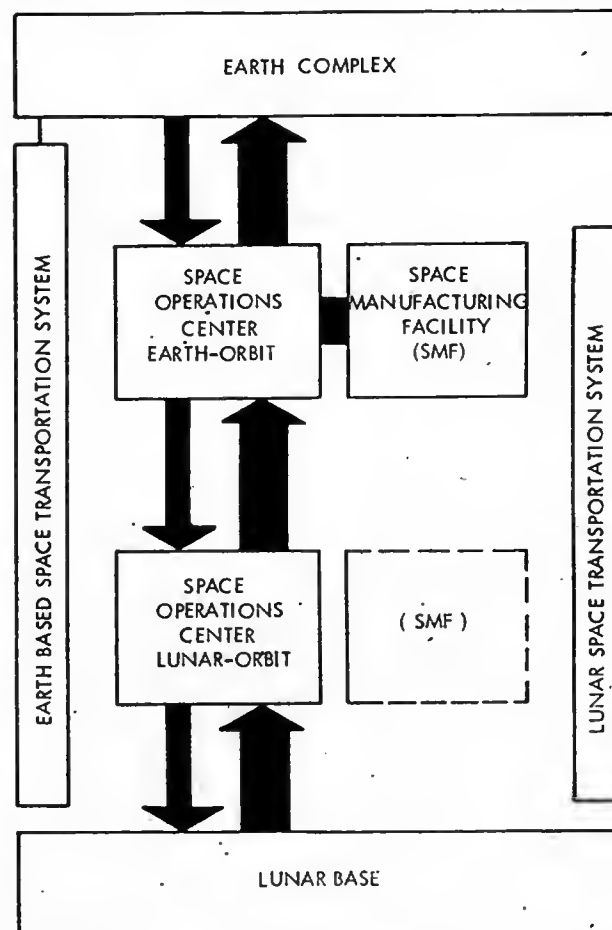 EARTH COMPLEX
EARTH BASED SPACE TRANSPORTATION SYSTEM
SPACE
OPERATIONS
CENTER
EARTH-ORBIT
SPACE
MANUFACTURING
FACILITY
(SMF)
LUNAR SPACE TRANSPORTATION SYSTEM
SPACE
OPERATIONS
CENTER
LUNAR-ORBIT
( SMF )
LUNAR BASE